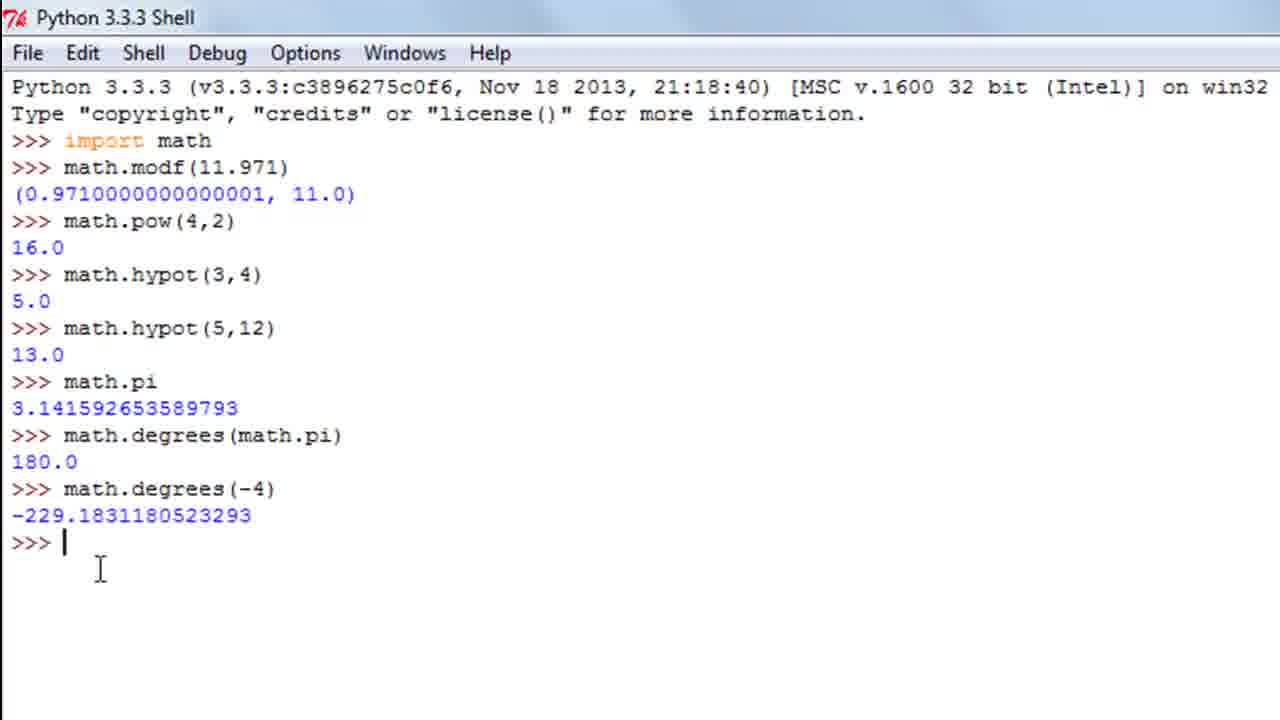 Python 3.3.3 Shell
File Edit Shell Debug Options Windows Help
Python 3.3.3 (v3.3.3:c3896275c0f6, Nov 18 2013, 21:18:40) [MSC v.1600 32 bit (Intel)] on win32
Type "copyright", "credits" or "license()" for more information.
>>> import math
>>> math.modf(11.971)
(0.9710000000000001, 11.0)
>>> math.pow(4,2)
16.0
>>> math.hypot(3,4)
5.0
>>> math.hypot(5,12)
13.0
>>> math.pi
3.141592653589793
>>> math.degrees(math.pi)
180.0
>>> math.degrees(-4)
-229.1831180523293
>>>